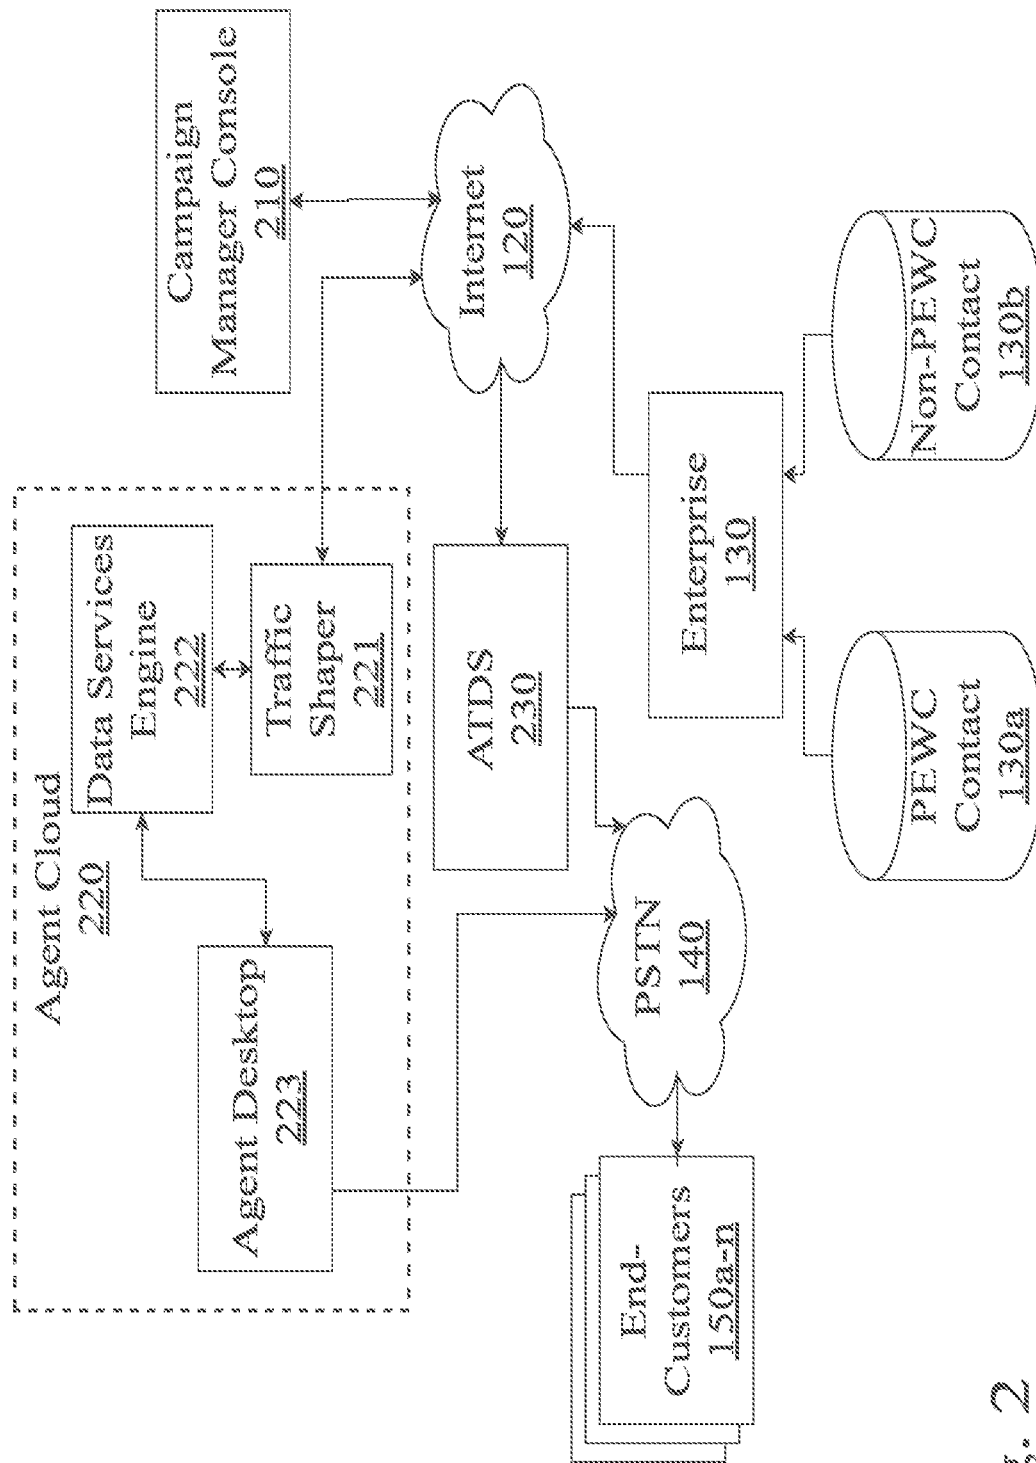 Agent Cloud
220
Data Services
Engine
222
Traffic
Shaper
221
Agent Desktop
223
Campaign
Manager Console
210
Internet
120
ATDS
230
PSTN
140
End-
Customers
150a-n
Enterprise
130
PEWC
Contact
130a
Non-PEWC
Contact
130b
2